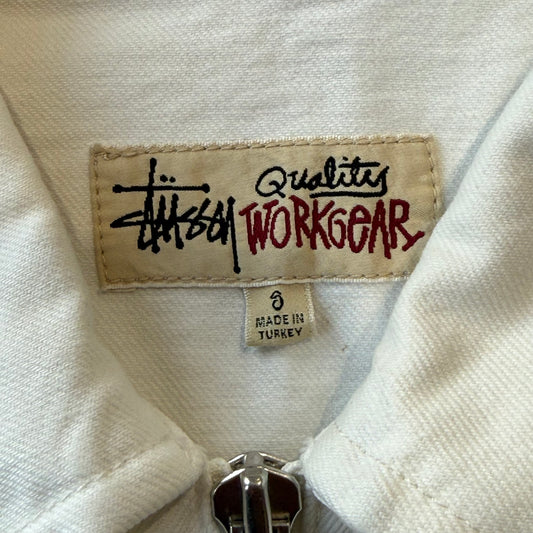 Stüssy Quality
WORKGEAR
S
MADE IN
TURKEY